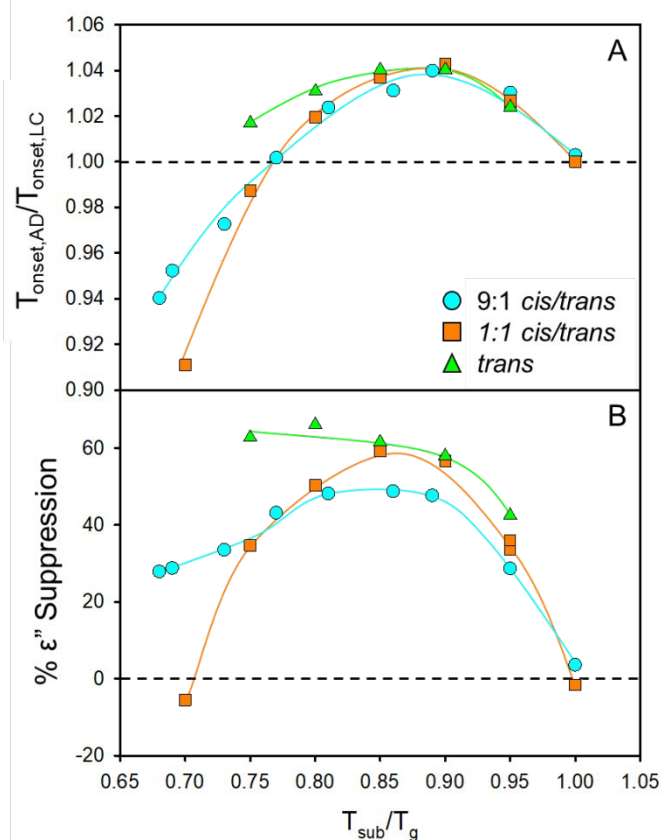 1.06
A
1.04
1.02
1.00
0.98
0.96
0.94
0.92
0.90
T_onset,AD/T_onset,LC
9:1 cis/trans
1:1 cis/trans
trans
B
60
40
20
0
-20
% ε" Suppression
0.65 0.70 0.75 0.80 0.85 0.90 0.95 1.00 1.05
T_sub/T_g